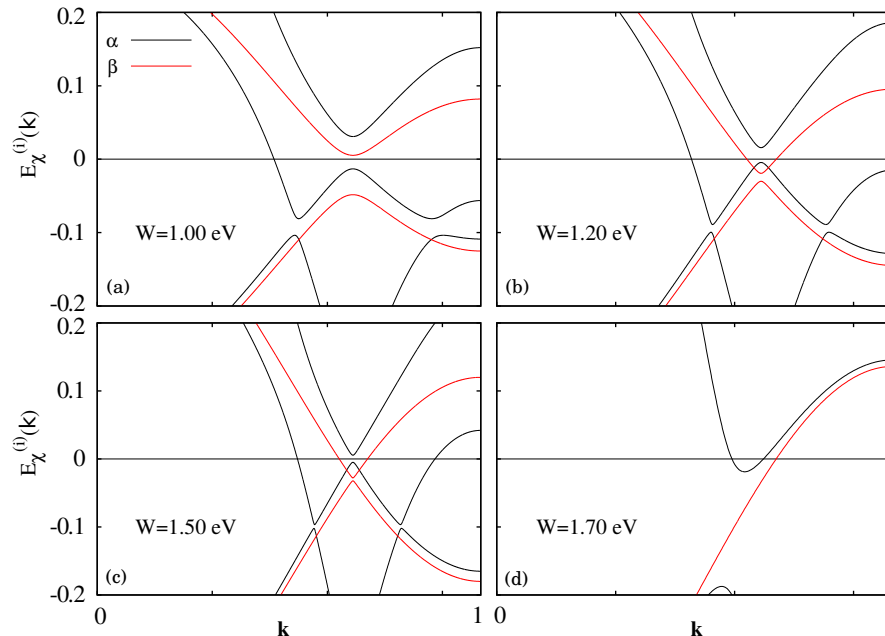 0.2
α
β
0.1
0
-0.1
-0.2
E_χ^(i)(k)
W=1.00 eV
(a)
W=1.20 eV
(b)
0.2
0.1
0
-0.1
-0.2
E_χ^(i)(k)
W=1.50 eV
(c)
W=1.70 eV
(d)
0
1
k
0
k